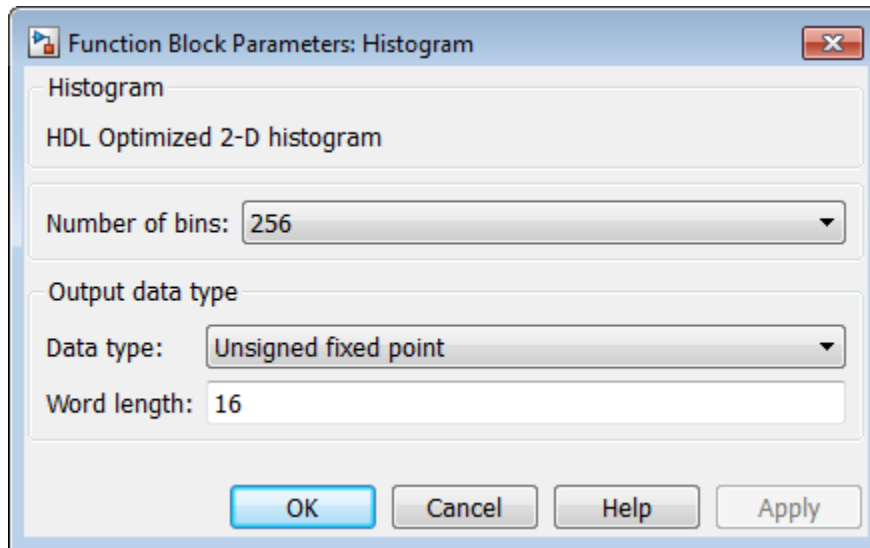 Function Block Parameters: Histogram
Histogram
HDL Optimized 2-D histogram
Number of bins: 256
Output data type
Data type: Unsigned fixed point
Word length: 16
OK Cancel Help Apply